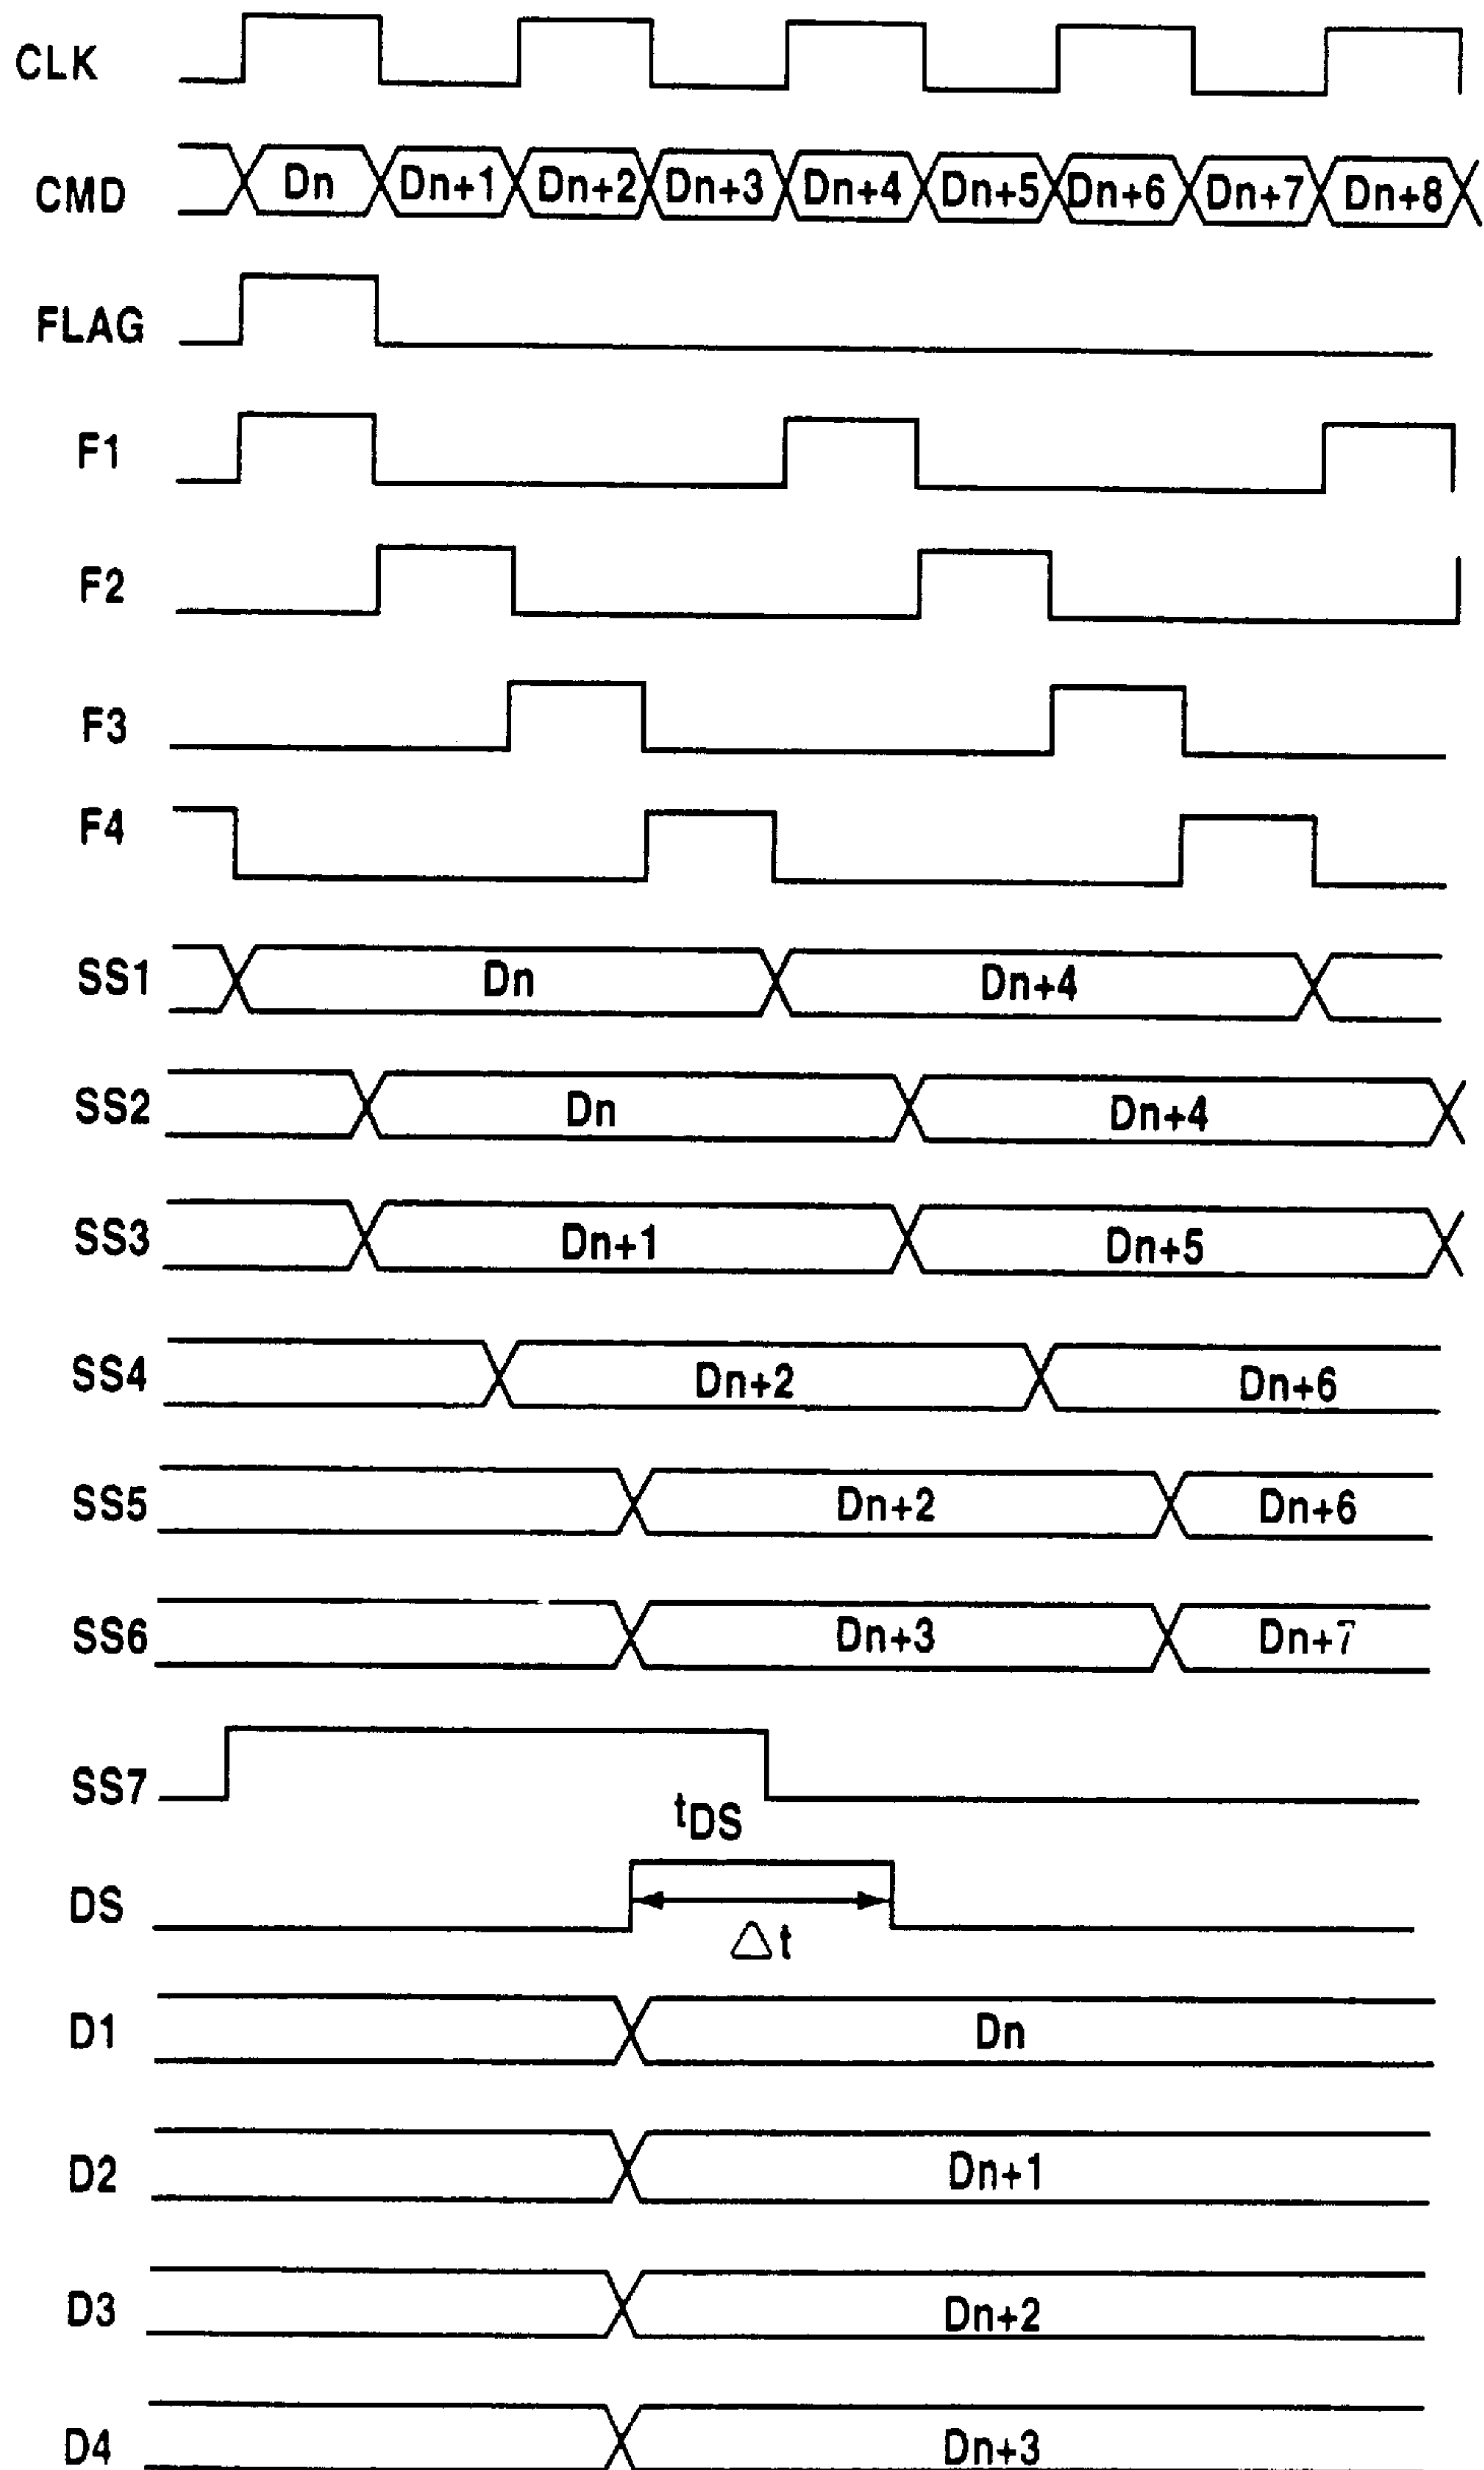 CLK
CMD Dn Dn+1 Dn+2 Dn+3 Dn+4 Dn+5 Dn+6 Dn+7 Dn+8
FLAG
F1
F2
F3
F4
SS1 Dn Dn+4
SS2 Dn Dn+4
SS3 Dn+1 Dn+5
SS4 Dn+2 Dn+6
SS5 Dn+2 Dn+6
SS6 Dn+3 Dn+7
SS7
tDS
DS
△t
D1 Dn
D2 Dn+1
D3 Dn+2
D4 Dn+3